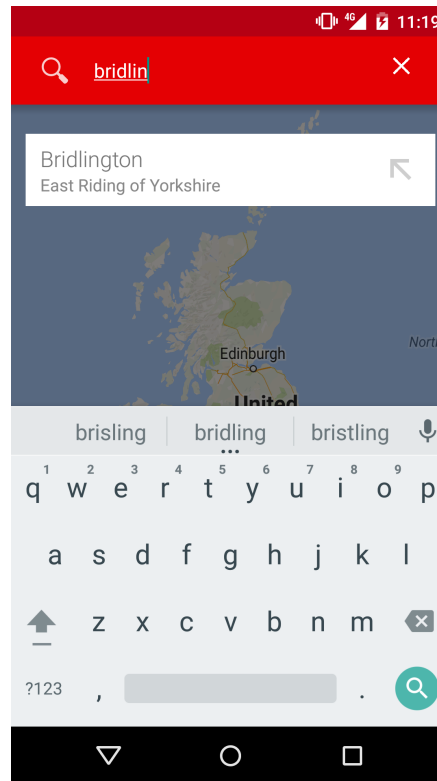 4G 11:19
bridlin
Bridlington
East Riding of Yorkshire
North
Edinburgh
United
brisling bridling bristling
1 2 3 4 5 6 7 8 9
q w e r t y u i o p
a s d f g h j k l
z x c v b n m
?123 , .